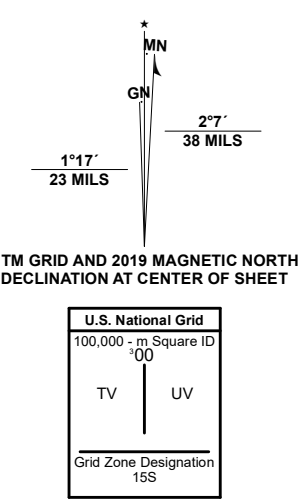 ★
MN
GN
2°7´
38 MILS
1°17´
23 MILS
TM GRID AND 2019 MAGNETIC NORTH
DECLINATION AT CENTER OF SHEET
U.S. National Grid
100,000 - m Square ID
³00
TV UV
Grid Zone Designation
15S